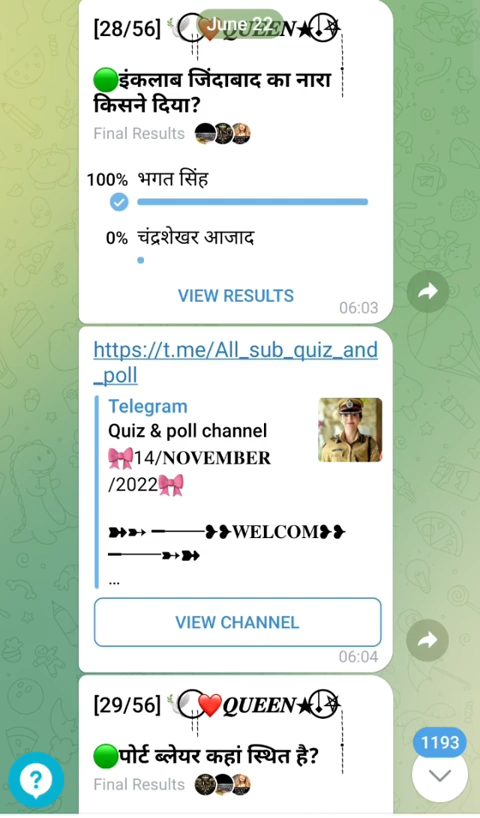 June 22
[28/56] QUEEN
इंकलाब जिंदाबाद का नारा
किसने दिया?
Final Results
100% भगत सिंह
0% चंद्रशेखर आजाद
VIEW RESULTS
06:03
https://t.me/All_sub_quiz_and
_poll
Telegram
Quiz & poll channel
🎀14/NOVEMBER
/2022🎀
WELCOM
...
VIEW CHANNEL
06:04
[29/56] ❤️QUEEN★
पोर्ट ब्लेयर कहां स्थित है?
Final Results
1193
?